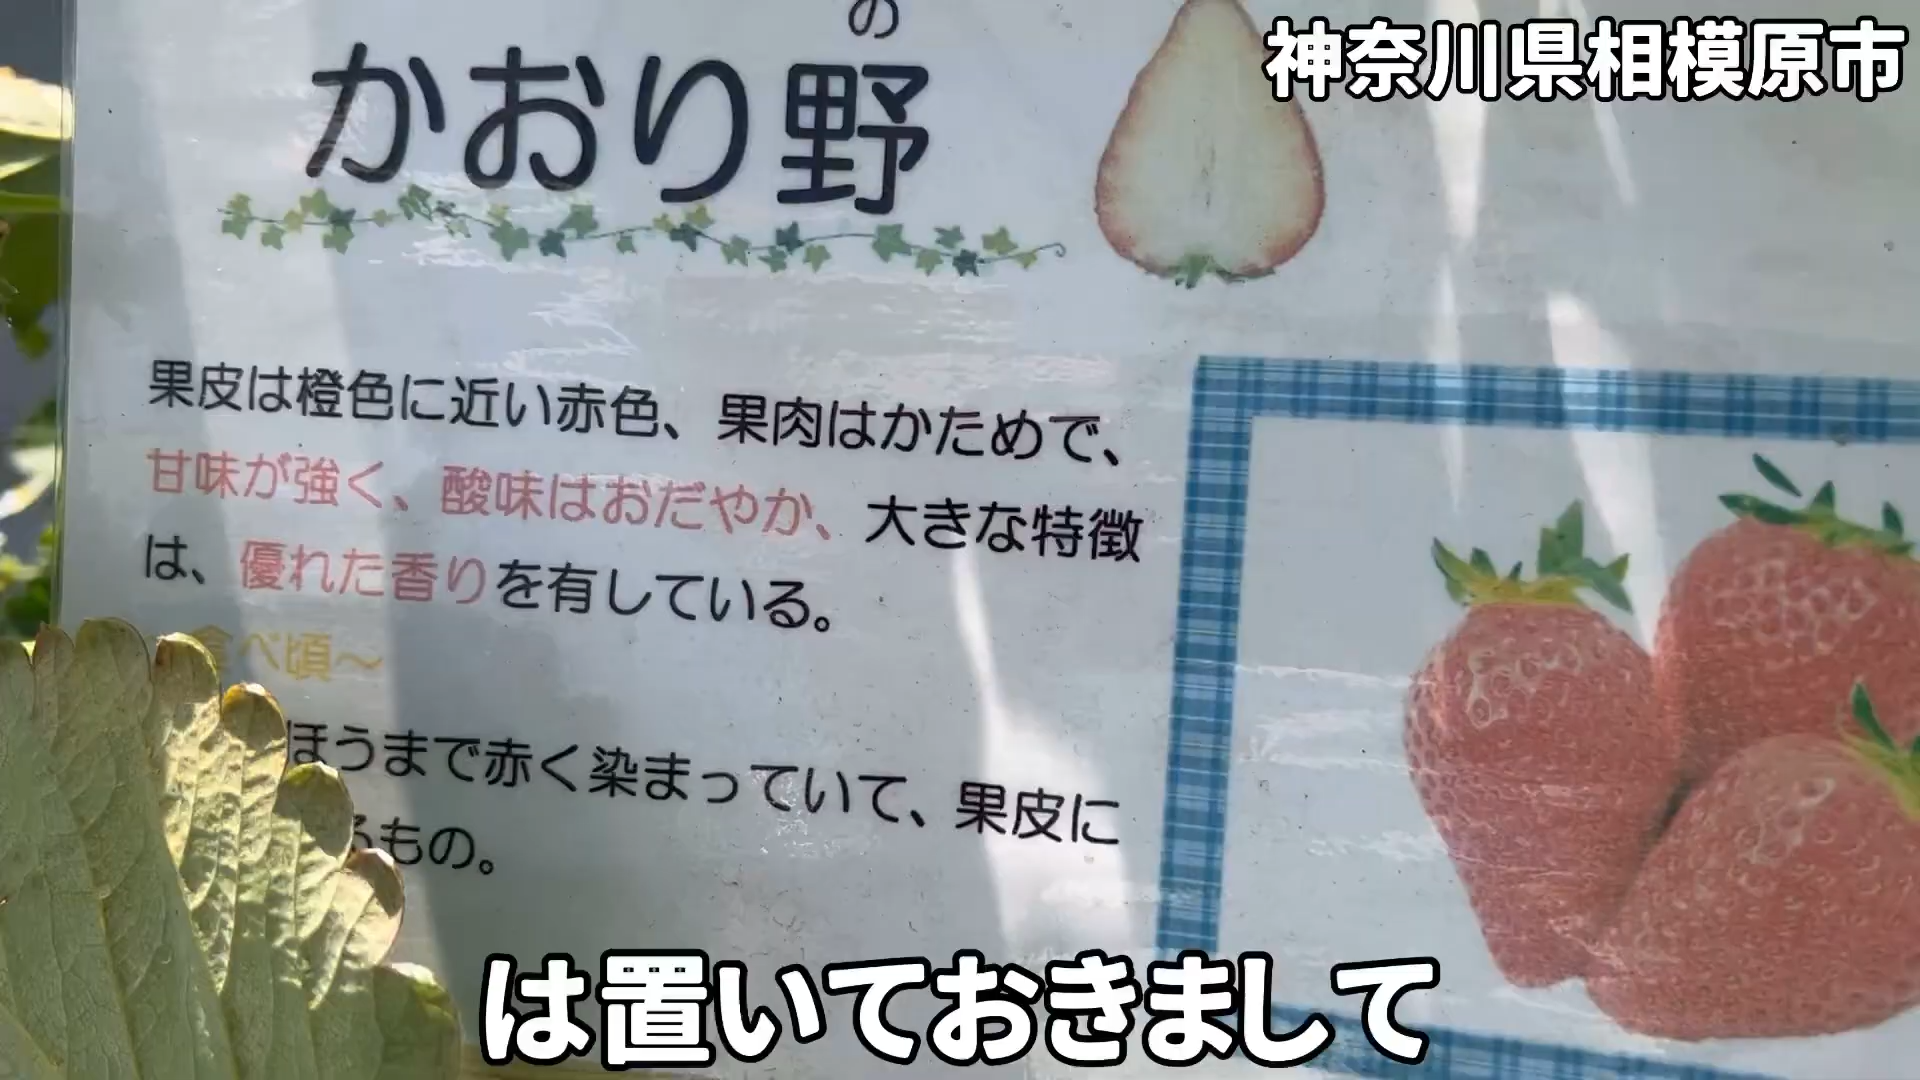 神奈川県相模原市
の
かおり野
果皮は橙色に近い赤色、果肉はかためで、
甘味が強く、酸味はおだやか、大きな特徴
は、優れた香りを有している。
食べ頃～
ほうまで赤く染まっていて、果皮に
るもの。
は置いておきまして